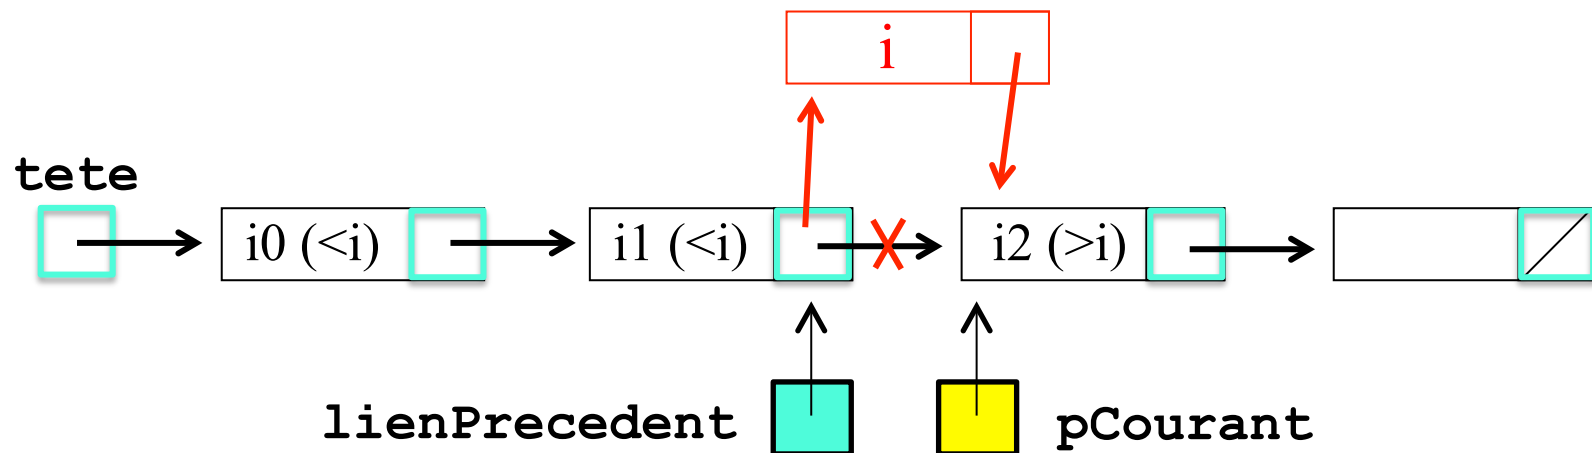 i
tete
i0 (<i) i1 (<i) i2 (>i)
lienPrecedent pCourant